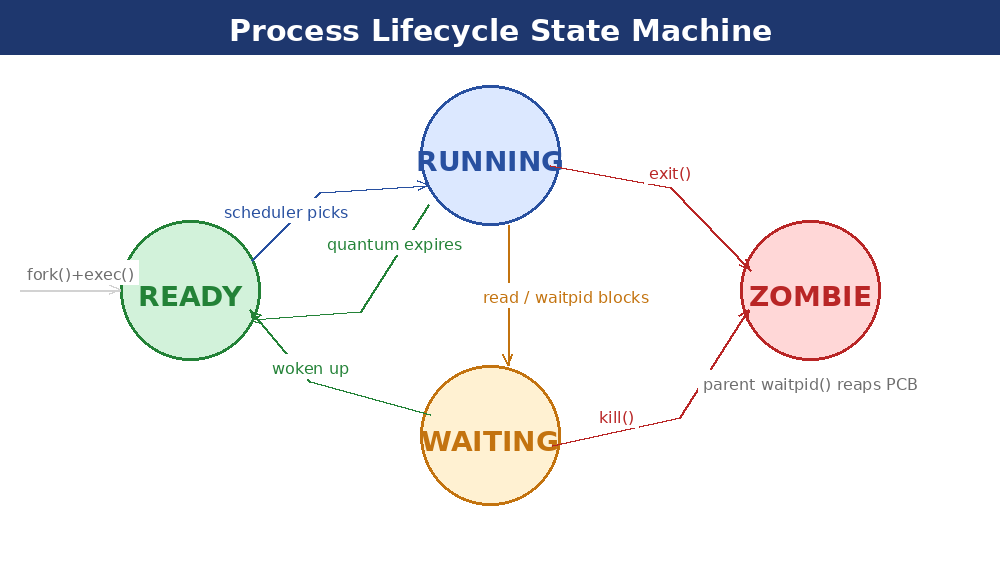 Process Lifecycle State Machine
RUNNING
exit()
scheduler picks
quantum expires
fork()+exec()
READY
read / waitpid blocks
ZOMBIE
woken up
parent waitpid() reaps PCB
kill()
WAITING